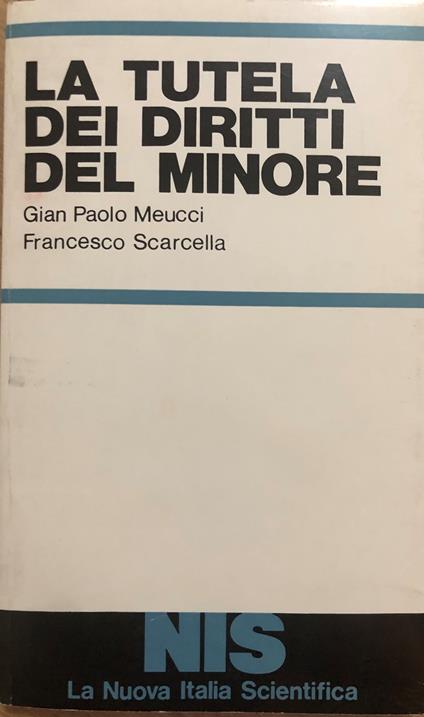 LA TUTELA
DEI DIRITTI
DEL MINORE
Gian Paolo Meucci
Francesco Scarcella
NIS
La Nuova Italia Scientifica